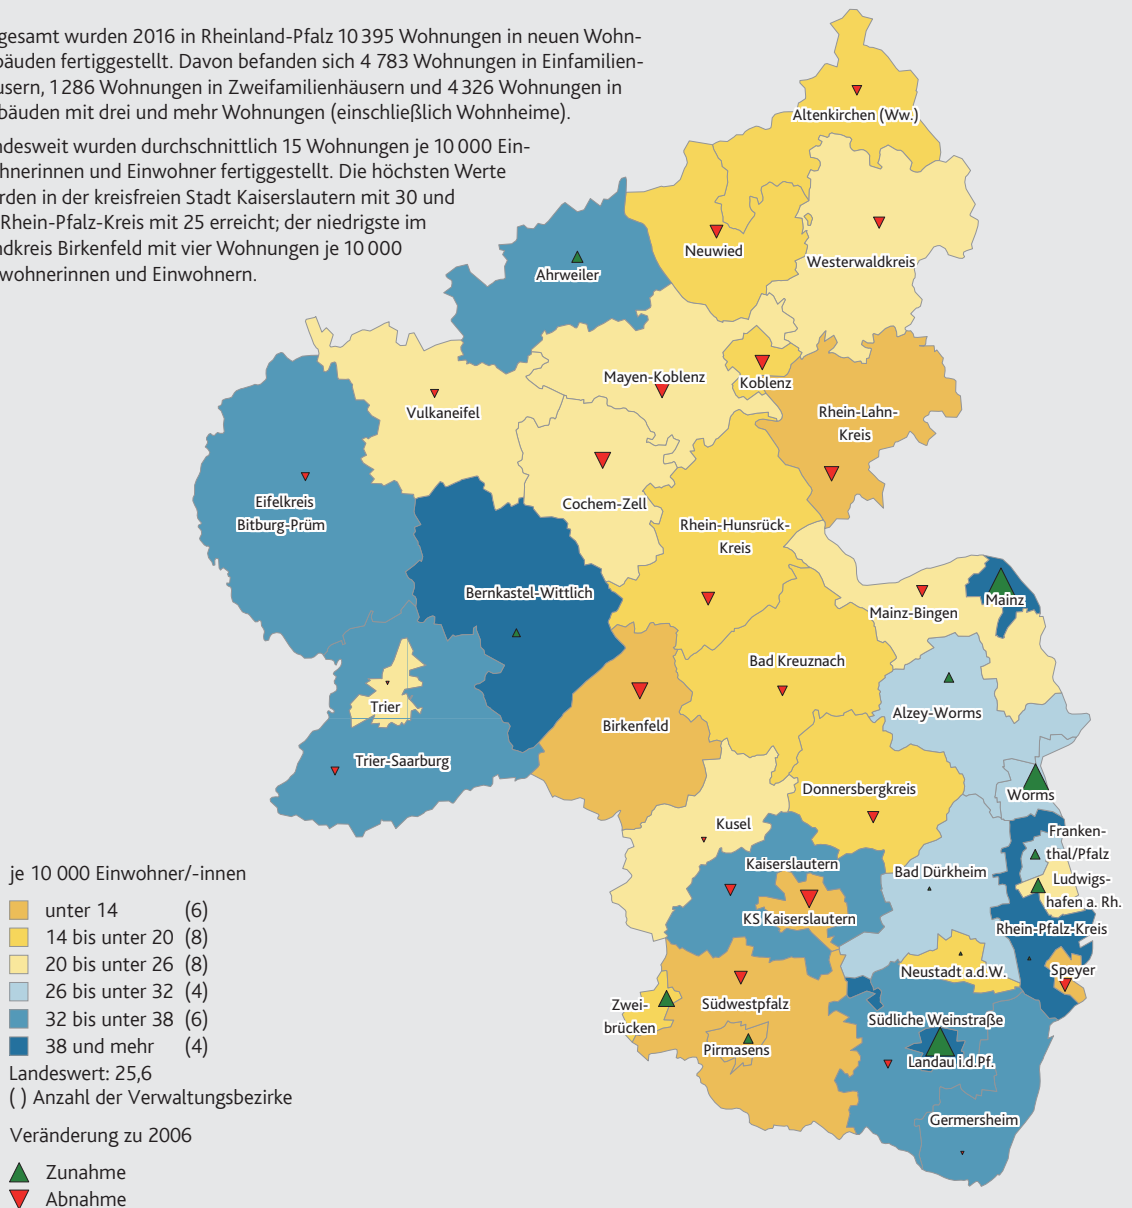 gesamt wurden 2016 in Rheinland-Pfalz 10 395 Wohnungen in neuen Wohn-
bäuden fertiggestellt. Davon befanden sich 4 783 Wohnungen in Einfamilien-
usern, 1 286 Wohnungen in Zweifamilienhäusern und 4 326 Wohnungen in
bäuden mit drei und mehr Wohnungen (einschließlich Wohnheime).
ndesweit wurden durchschnittlich 15 Wohnungen je 10 000 Ein-
hnerinnen und Einwohner fertiggestellt. Die höchsten Werte
rden in der kreisfreien Stadt Kaiserslautern mit 30 und
Rhein-Pfalz-Kreis mit 25 erreicht; der niedrigste im
ndkreis Birkenfeld mit vier Wohnungen je 10 000
wohnerinnen und Einwohnern.
Altenkirchen (Ww.)
Neuwied
Westerwaldkreis
Ahrweiler
Mayen-Koblenz
Koblenz
Vulkaneifel
Rhein-Lahn-
Kreis
Cochem-Zell
Eifelkreis
Bitburg-Prüm
Rhein-Hunsrück-
Kreis
Bernkastel-Wittlich
Mainz
Mainz-Bingen
Bad Kreuznach
Trier
Birkenfeld
Alzey-Worms
Trier-Saarburg
Donnersbergkreis
Worms
Kusel
Franken-
thal/Pfalz
Kaiserslautern
Bad Dürkheim
Ludwigs-
hafen a. Rh.
KS Kaiserslautern
Rhein-Pfalz-Kreis
Neustadt a.d.W.
Speyer
Zwei-
brücken
Südwestpfalz
Südliche Weinstraße
Pirmasens
Landau i.d.Pf.
Germersheim
je 10 000 Einwohner/-innen
unter 14 (6)
14 bis unter 20 (8)
20 bis unter 26 (8)
26 bis unter 32 (4)
32 bis unter 38 (6)
38 und mehr (4)
Landeswert: 25,6
( ) Anzahl der Verwaltungsbezirke
Veränderung zu 2006
Zunahme
Abnahme